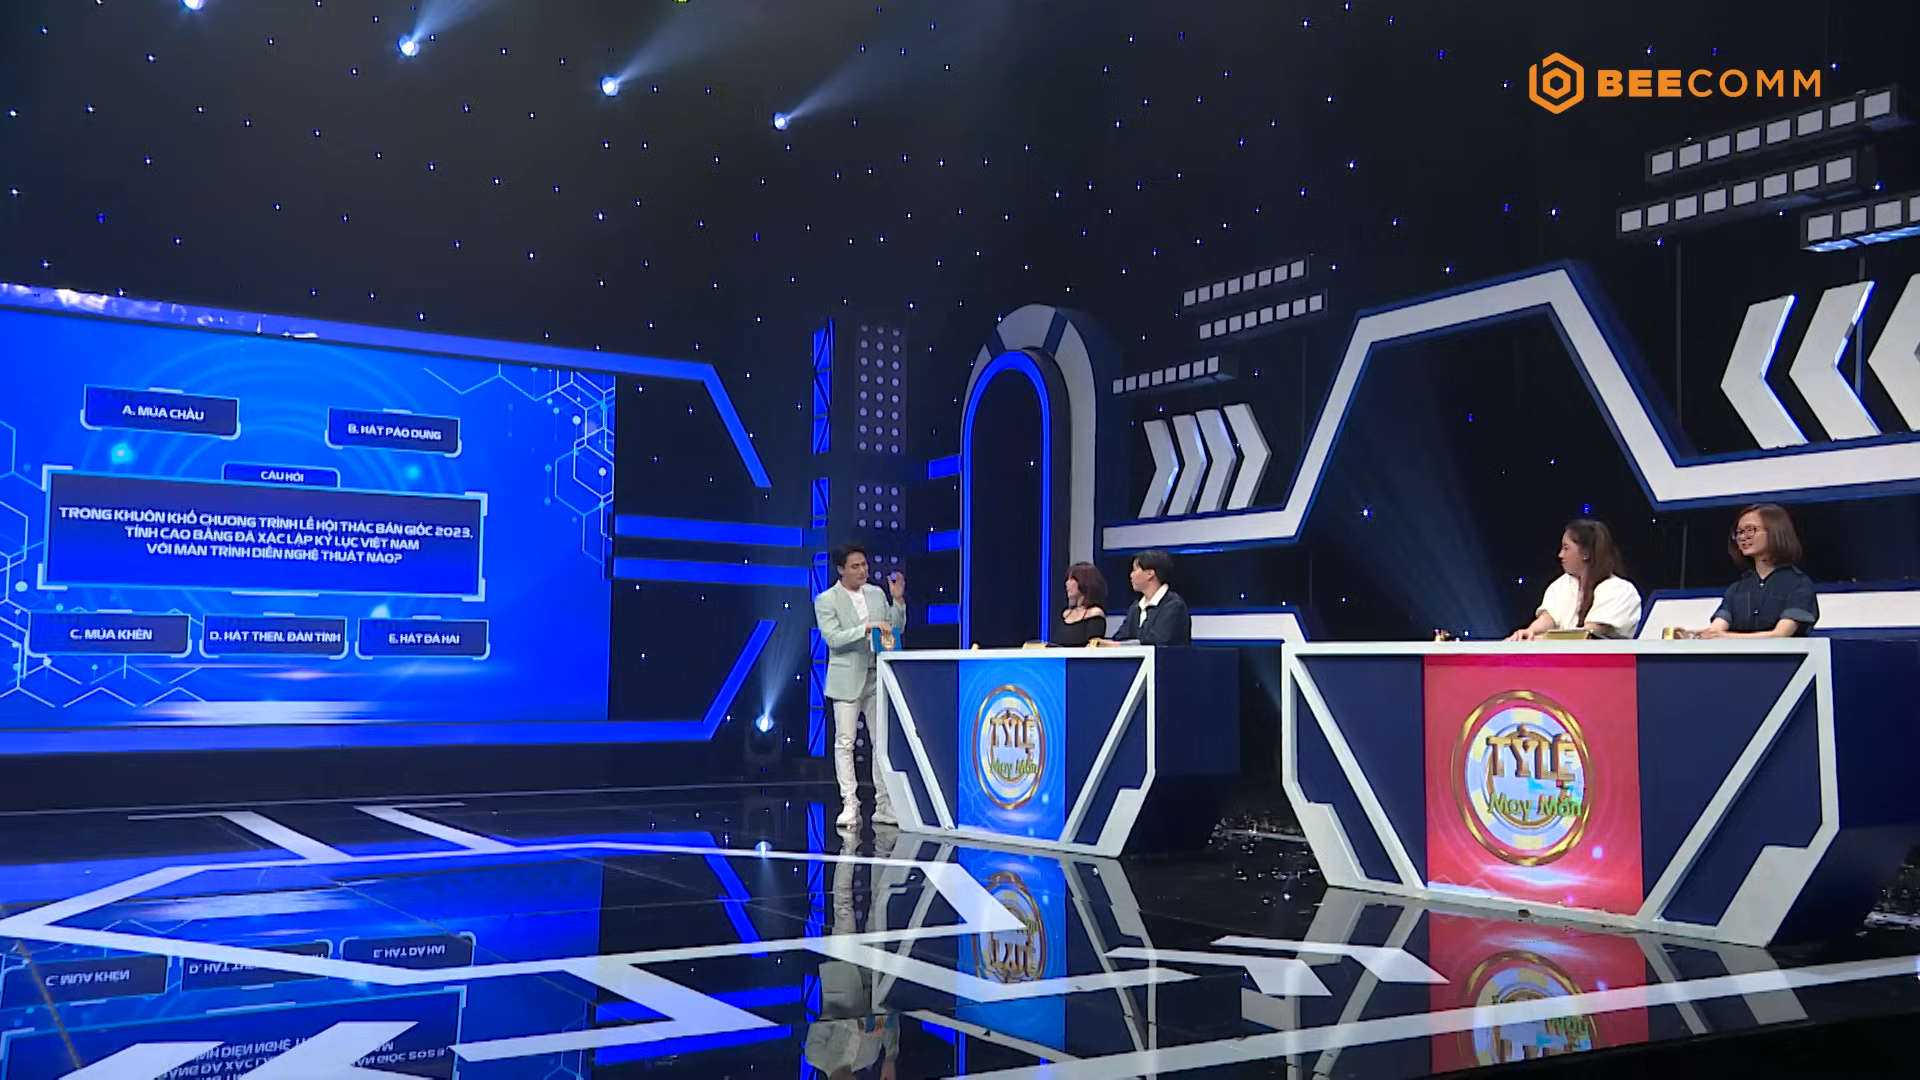 BEECOMM
A. MÚA CHẦU
B. HÁT PÁO DUNG
CÂU HỎI
TRONG KHUÔN KHỔ CHƯƠNG TRÌNH LỄ HỘI THÁC BẢN GIỐC 2023,
TỈNH CAO BẰNG ĐÃ XÁC LẬP KỶ LỤC VIỆT NAM
VỚI MÀN TRÌNH DIỄN NGHỆ THUẬT NÀO?
C. MÚA KHÈN
D. HÁT THEN, ĐÀN TÍNH
E. HÁT DÁ HAI
TỶ LỆ
May Mắn
TỶ LỆ
May Mắn